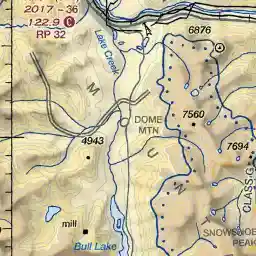 2017 - 36
122.9 C
RP 32
Lake Creek
6876
M
DOME
MTN
7560
4943
U
7694
N
CLASS-G
SNOWSHOE
PEAK
mill
Bull Lake